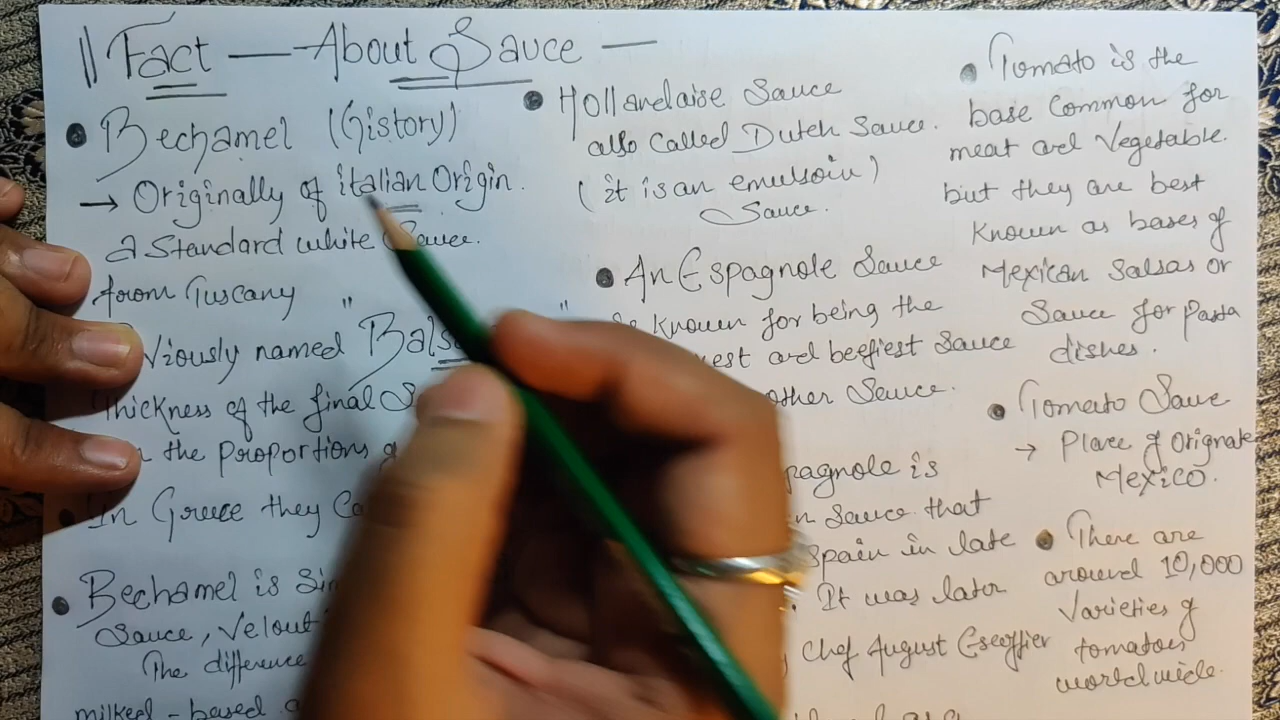 Fact — About Sauce —
Bechamel (History)
→ Originally of italian Origin.
a Standard white Sauce.
from Tuscany
viously named "Bals
Thickness of the final S
the proportions
In Greece they Ca
Bechamel is Sim
Sauce, Velout
The difference
milked - based
Hollandaise Sauce
also Called Dutch Sauce.
( it is an emulsoin )
Sauce.
An Espagnole Sauce
known for being the
est and beefiest Sauce
other Sauce.
pagnole is
n Sauce that
Spain in late
. It was later
Chef August Escoffier
Tomato is the
base Common for
meat and Vegetable.
but they are best
known as bases of
Mexican Salsas or
Sauce for Pasta
dishes.
Tomato Sauce
→ Place of Orignate
Mexico.
There are
around 10,000
Varieties of
tomatoes
worldwide.